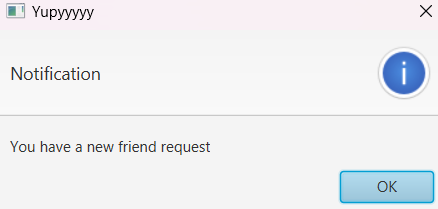 Yupyyyyy
Notification
You have a new friend request
OK